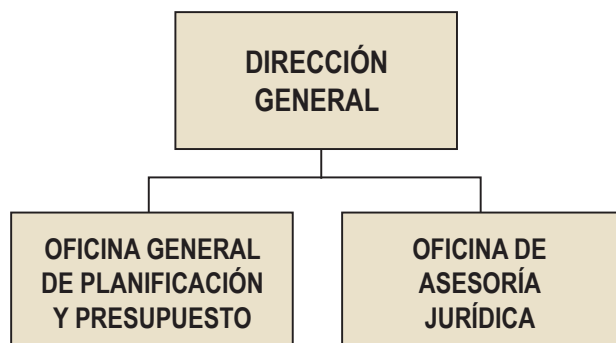 DIRECCIÓN
GENERAL
OFICINA GENERAL
DE PLANIFICACIÓN
Y PRESUPUESTO
OFICINA DE
ASESORÍA
JURÍDICA